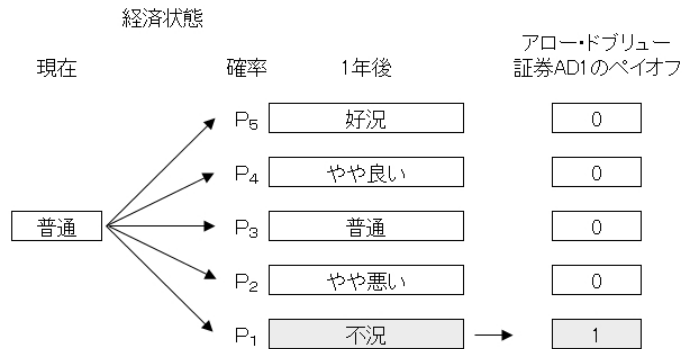 経済状態
アロー・ドブリュー
現在 確率 1年後 証券AD1のペイオフ
P5 好況 0
P4 やや良い 0
普通 P3 普通 0
P2 やや悪い 0
P1 不況 1